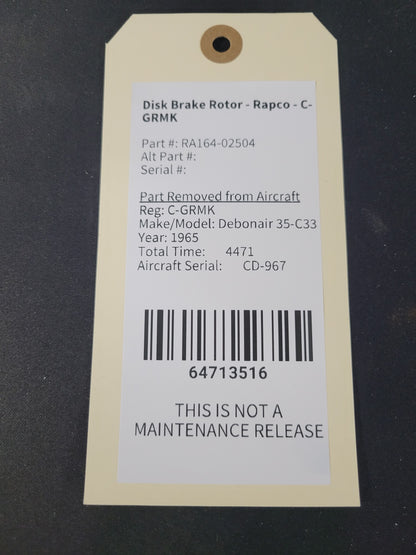 Disk Brake Rotor - Rapco - C-
GRMK
Part #: RA164-02504
Alt Part #:
Serial #:
Part Removed from Aircraft
Reg: C-GRMK
Make/Model: Debonair 35-C33
Year: 1965
Total Time: 4471
Aircraft Serial: CD-967
64713516
THIS IS NOT A
MAINTENANCE RELEASE